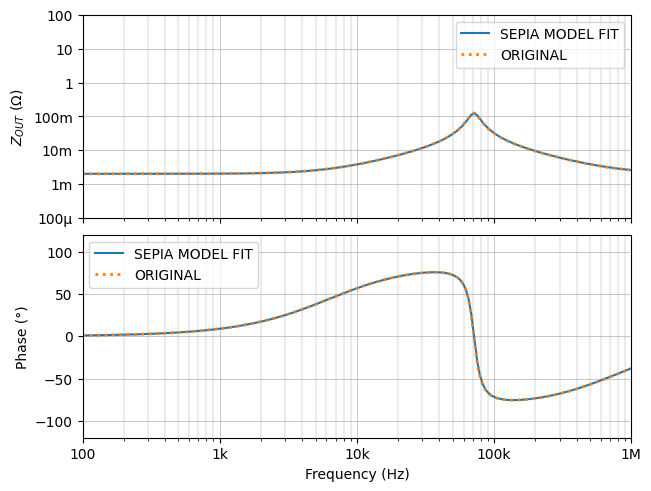 100
10
1
100m
10m
1m
100µ
Z_OUT (Ω)
SEPIA MODEL FIT
ORIGINAL
100
50
0
−50
−100
Phase (°)
SEPIA MODEL FIT
ORIGINAL
100
1k
10k
100k
1M
Frequency (Hz)